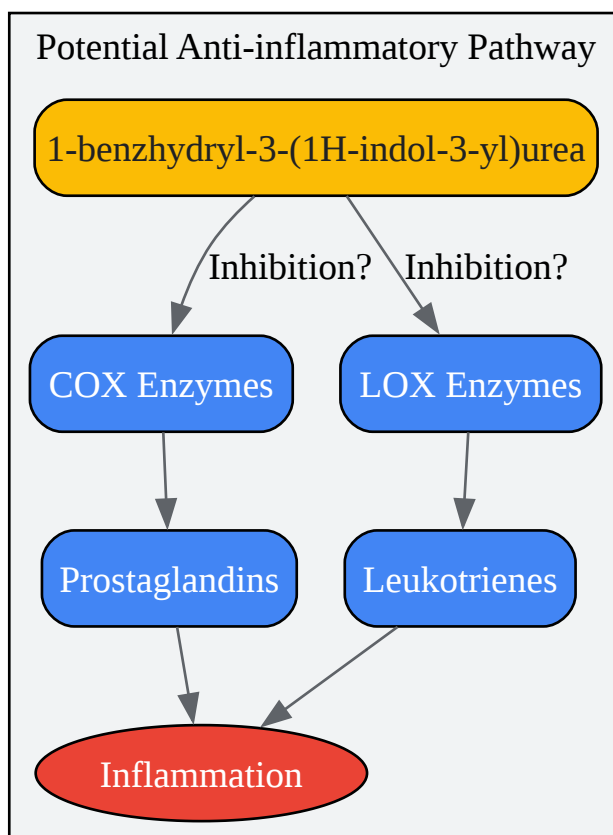 Potential Anti-inflammatory Pathway
1-benzhydryl-3-(1H-indol-3-yl)urea
Inhibition? Inhibition?
COX Enzymes LOX Enzymes
Prostaglandins Leukotrienes
Inflammation